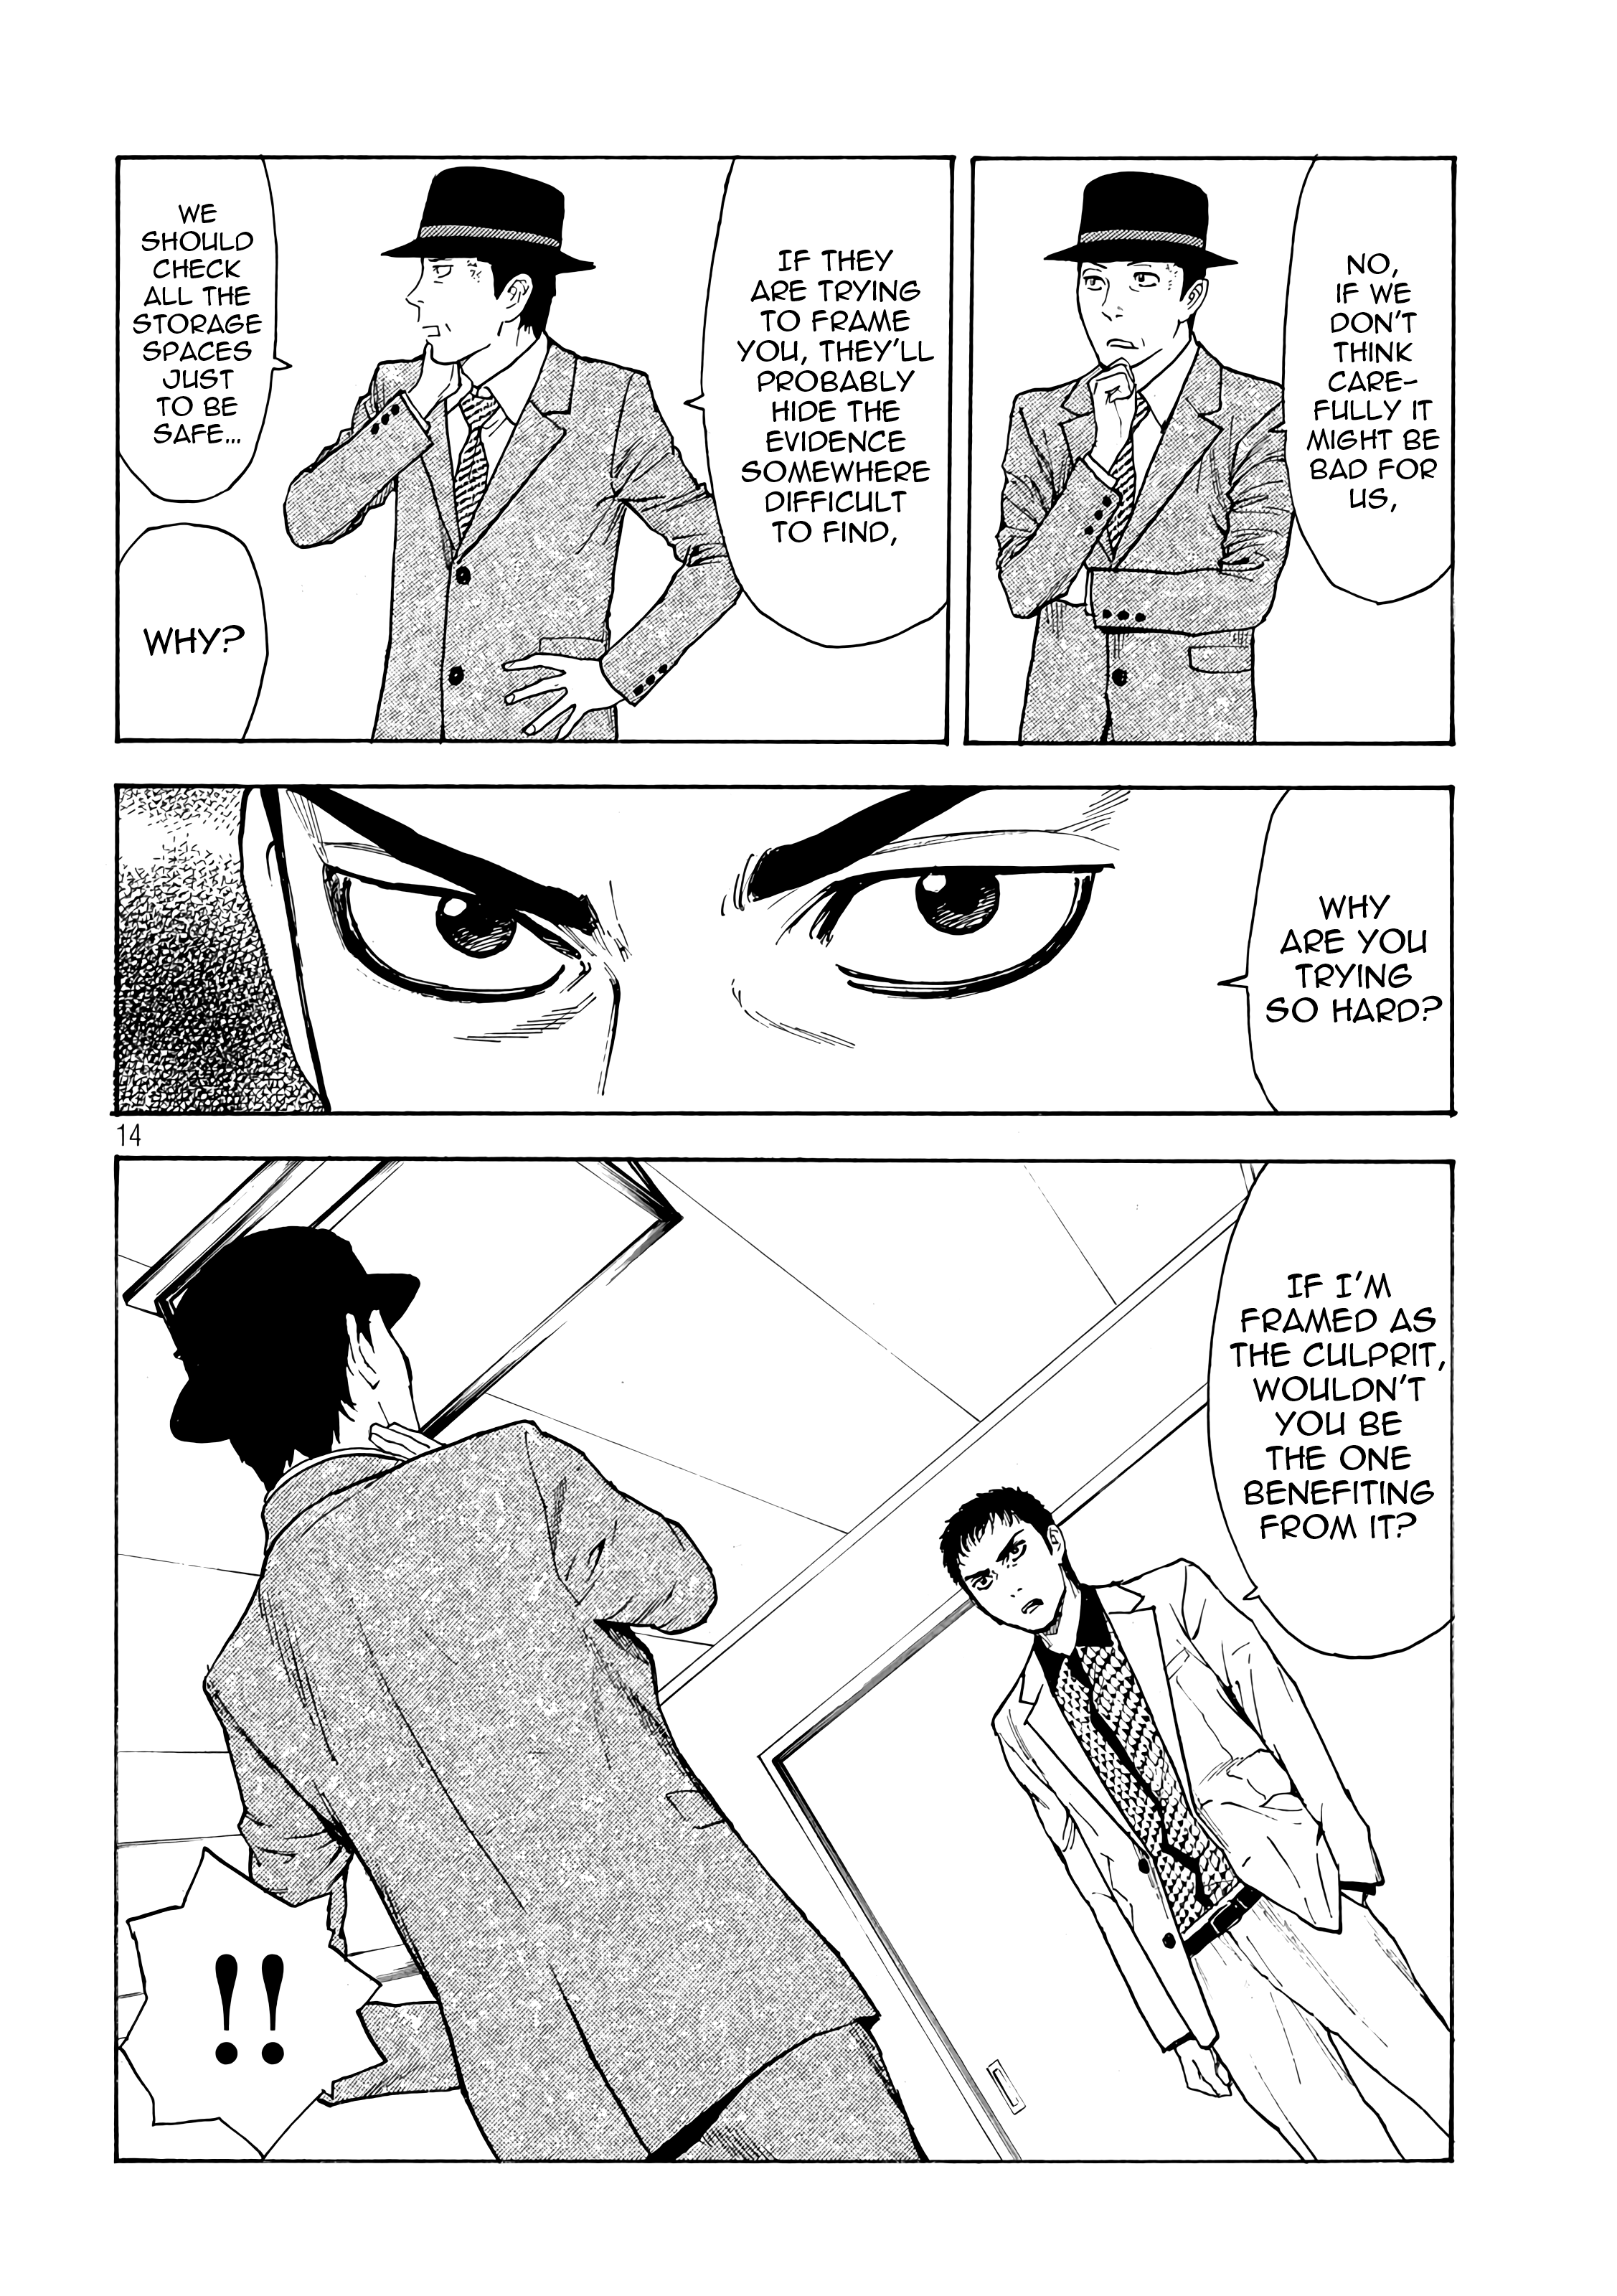 NO,
IF WE
DON'T
THINK
CARE-
FULLY IT
MIGHT BE
BAD FOR
US,
IF THEY
ARE TRYING
TO FRAME
YOU, THEY'LL
PROBABLY
HIDE THE
EVIDENCE
SOMEWHERE
DIFFICULT
TO FIND,
WE
SHOULD
CHECK
ALL THE
STORAGE
SPACES
JUST
TO BE
SAFE...
WHY?
WHY
ARE YOU
TRYING
SO HARD?
14
IF I'M
FRAMED AS
THE CULPRIT,
WOULDN'T
YOU BE
THE ONE
BENEFITING
FROM IT?
!!